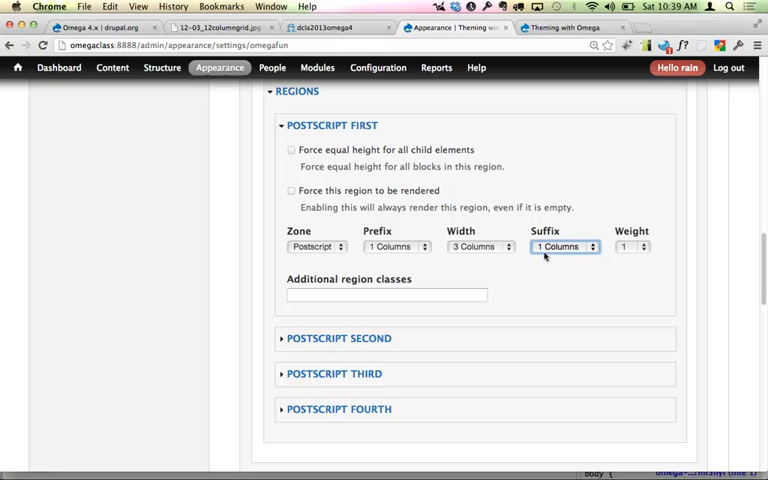 Chrome File Edit View History Bookmarks Window Help Sat 10:39 AM
Omega 4.x | drupal.org 12-03_12columngrid.jpg dcla2013omega4 Appearance | Theming with Theming with Omega
omegaclass:8888/admin/appearance/settings/omegafun
Dashboard Content Structure Appearance People Modules Configuration Reports Help Hello rain Log out
REGIONS
POSTSCRIPT FIRST
Force equal height for all child elements
Force equal height for all blocks in this region.
Force this region to be rendered
Enabling this will always render this region, even if it is empty.
Zone Prefix Width Suffix Weight
Postscript 1 Columns 3 Columns 1 Columns 1
Additional region classes
POSTSCRIPT SECOND
POSTSCRIPT THIRD
POSTSCRIPT FOURTH
body {